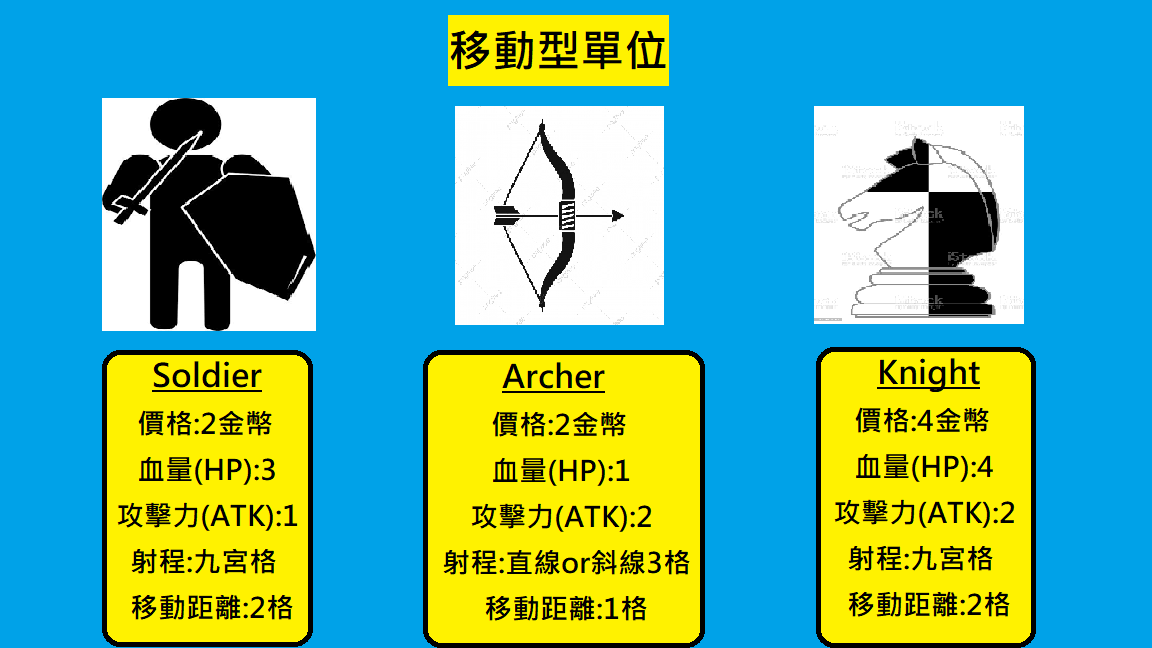 移動型單位
Soldier
價格:2金幣
血量(HP):3
攻擊力(ATK):1
射程:九宮格
移動距離:2格
Archer
價格:2金幣
血量(HP):1
攻擊力(ATK):2
射程:直線or斜線3格
移動距離:1格
Knight
價格:4金幣
血量(HP):4
攻擊力(ATK):2
射程:九宮格
移動距離:2格